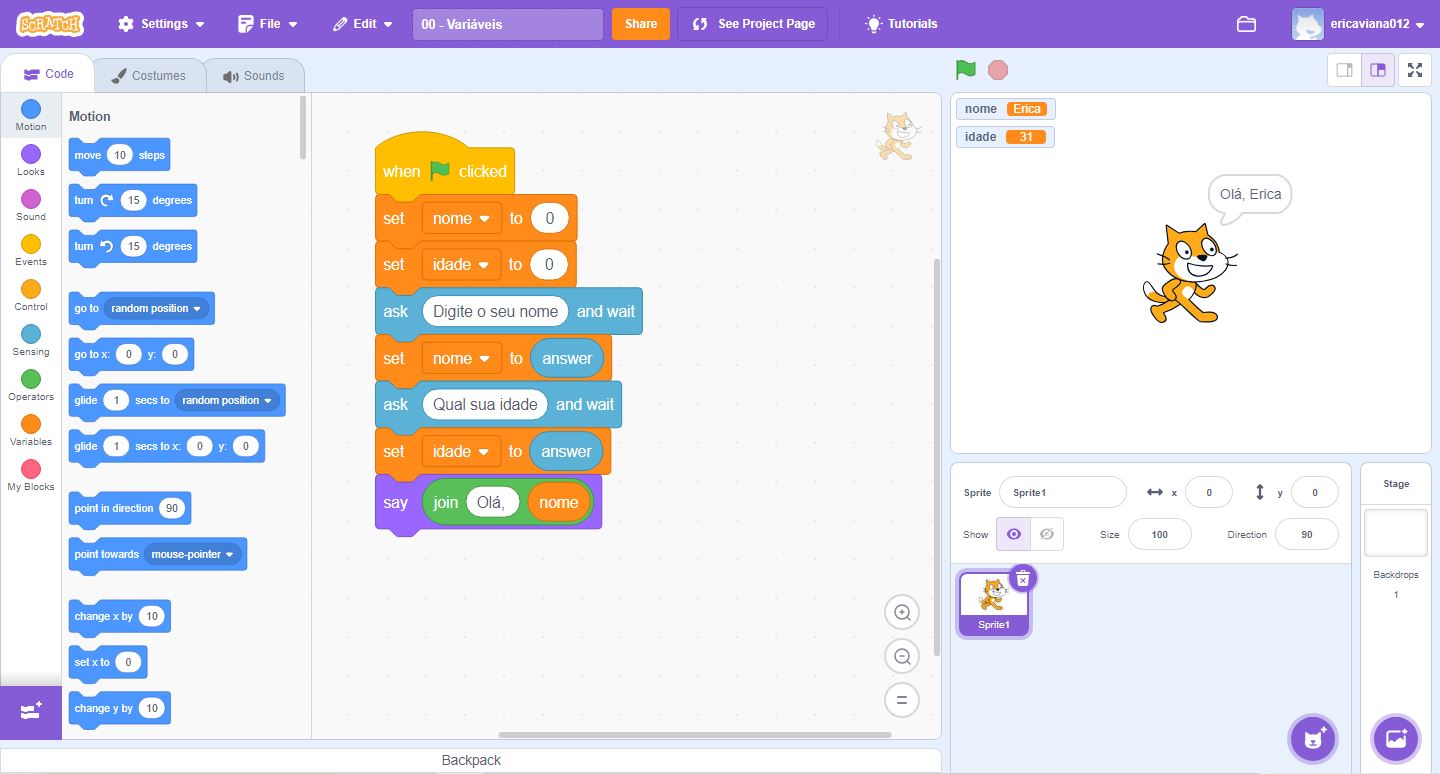 SCRATCH Settings File Edit 00 - Variáveis Share See Project Page Tutorials ericaviana012
Code Costumes Sounds
Motion
Looks
Sound
Events
Control
Sensing
Operators
Variables
My Blocks
Motion
move 10 steps
turn 15 degrees
turn 15 degrees
go to random position
go to x: 0 y: 0
glide 1 secs to random position
glide 1 secs to x: 0 y: 0
point in direction 90
point towards mouse-pointer
change x by 10
set x to 0
change y by 10
when clicked
set nome to 0
set idade to 0
ask Digite o seu nome and wait
set nome to answer
ask Qual sua idade and wait
set idade to answer
say join Olá, nome
Backpack
nome Erica
idade 31
Olá, Erica
Sprite Sprite1 x 0 y 0
Show Size 100 Direction 90
Sprite1
Stage
Backdrops
1